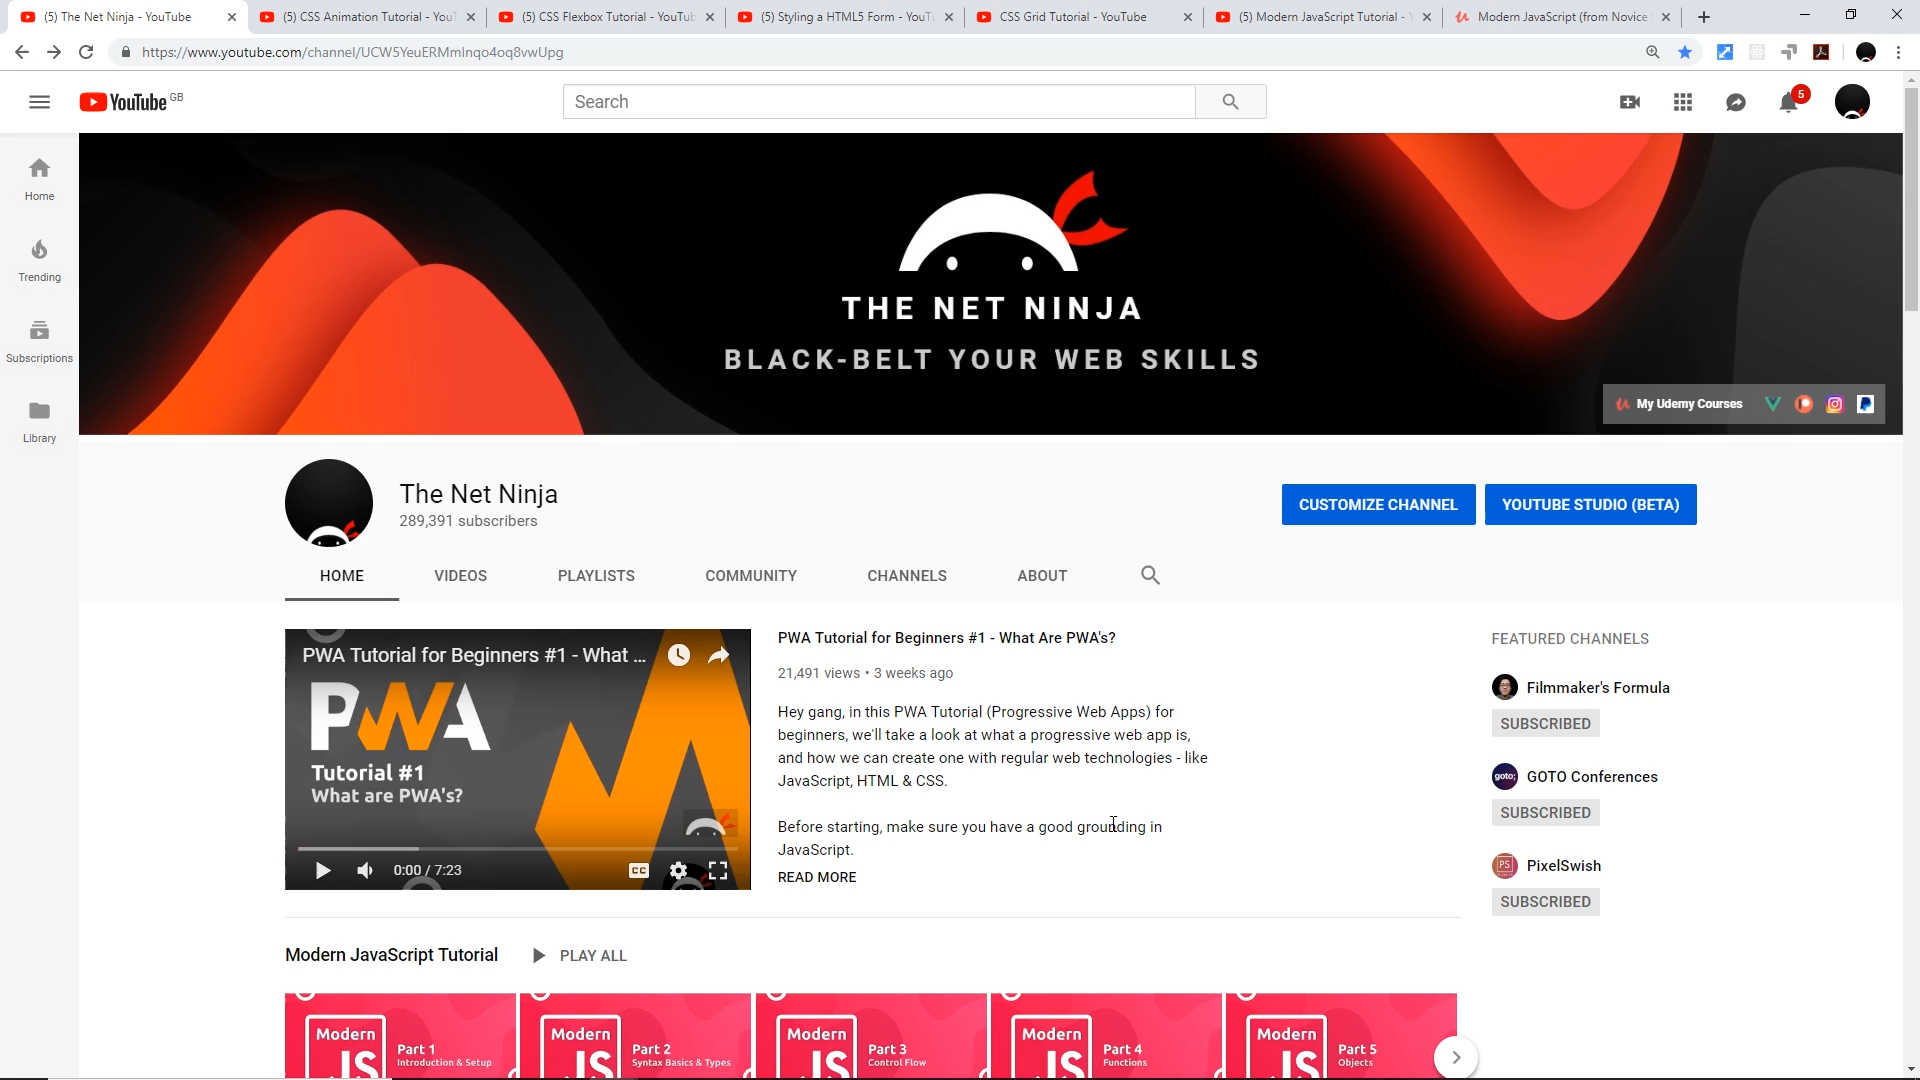 (5) The Net Ninja - YouTube
(5) CSS Animation Tutorial - You
(5) CSS Flexbox Tutorial - YouTub
(5) Styling a HTML5 Form - YouT
CSS Grid Tutorial - YouTube
(5) Modern JavaScript Tutorial -
Modern JavaScript (from Novice
https://www.youtube.com/channel/UCW5YeuERMmlnqo4oq8vwUpg
YouTube GB
Search
5
Home
Trending
Subscriptions
Library
THE NET NINJA
BLACK-BELT YOUR WEB SKILLS
My Udemy Courses
The Net Ninja
289,391 subscribers
CUSTOMIZE CHANNEL
YOUTUBE STUDIO (BETA)
HOME
VIDEOS
PLAYLISTS
COMMUNITY
CHANNELS
ABOUT
PWA Tutorial for Beginners #1 - What ...
PWA
Tutorial #1
What are PWA's?
0:00 / 7:23
CC
PWA Tutorial for Beginners #1 - What Are PWA's?
21,491 views • 3 weeks ago
Hey gang, in this PWA Tutorial (Progressive Web Apps) for
beginners, we'll take a look at what a progressive web app is,
and how we can create one with regular web technologies - like
JavaScript, HTML & CSS.
Before starting, make sure you have a good grounding in
JavaScript.
READ MORE
FEATURED CHANNELS
Filmmaker's Formula
SUBSCRIBED
goto;
GOTO Conferences
SUBSCRIBED
PS
PixelSwish
SUBSCRIBED
Modern JavaScript Tutorial
PLAY ALL
Modern
JS
Part 1
Introduction & Setup
Modern
JS
Part 2
Syntax Basics & Types
Modern
JS
Part 3
Control Flow
Modern
JS
Part 4
Functions
Modern
JS
Part 5
Objects